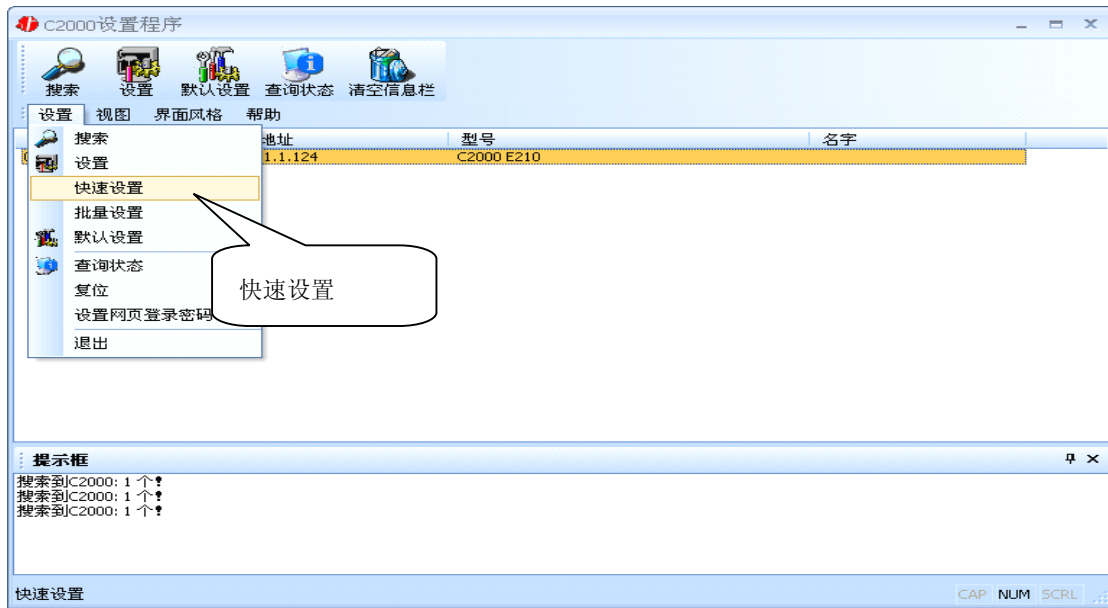 C2000设置程序
搜索 设置 默认设置 查询状态 清空信息栏
设置 视图 界面风格 帮助
地址 型号 名字
1.1.124 C2000 E210
搜索
设置
快速设置
批量设置
默认设置
查询状态
复位
设置网页登录密码
退出
快速设置
提示框
搜索到C2000: 1 个!
搜索到C2000: 1 个!
搜索到C2000: 1 个!
快速设置 CAP NUM SCRL